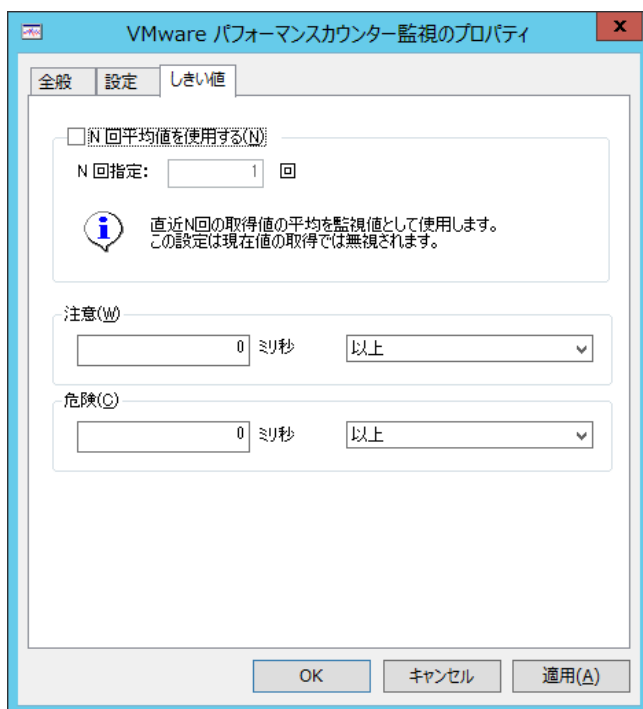 VMware パフォーマンスカウンター監視のプロパティ
x
全般 設定 しきい値
N 回平均値を使用する(N)
N 回指定: 1 回
i 直近N回の取得値の平均を監視値として使用します。
この設定は現在値の取得では無視されます。
注意(W)
0 ミリ秒 以上
危険(C)
0 ミリ秒 以上
OK キャンセル 適用(A)